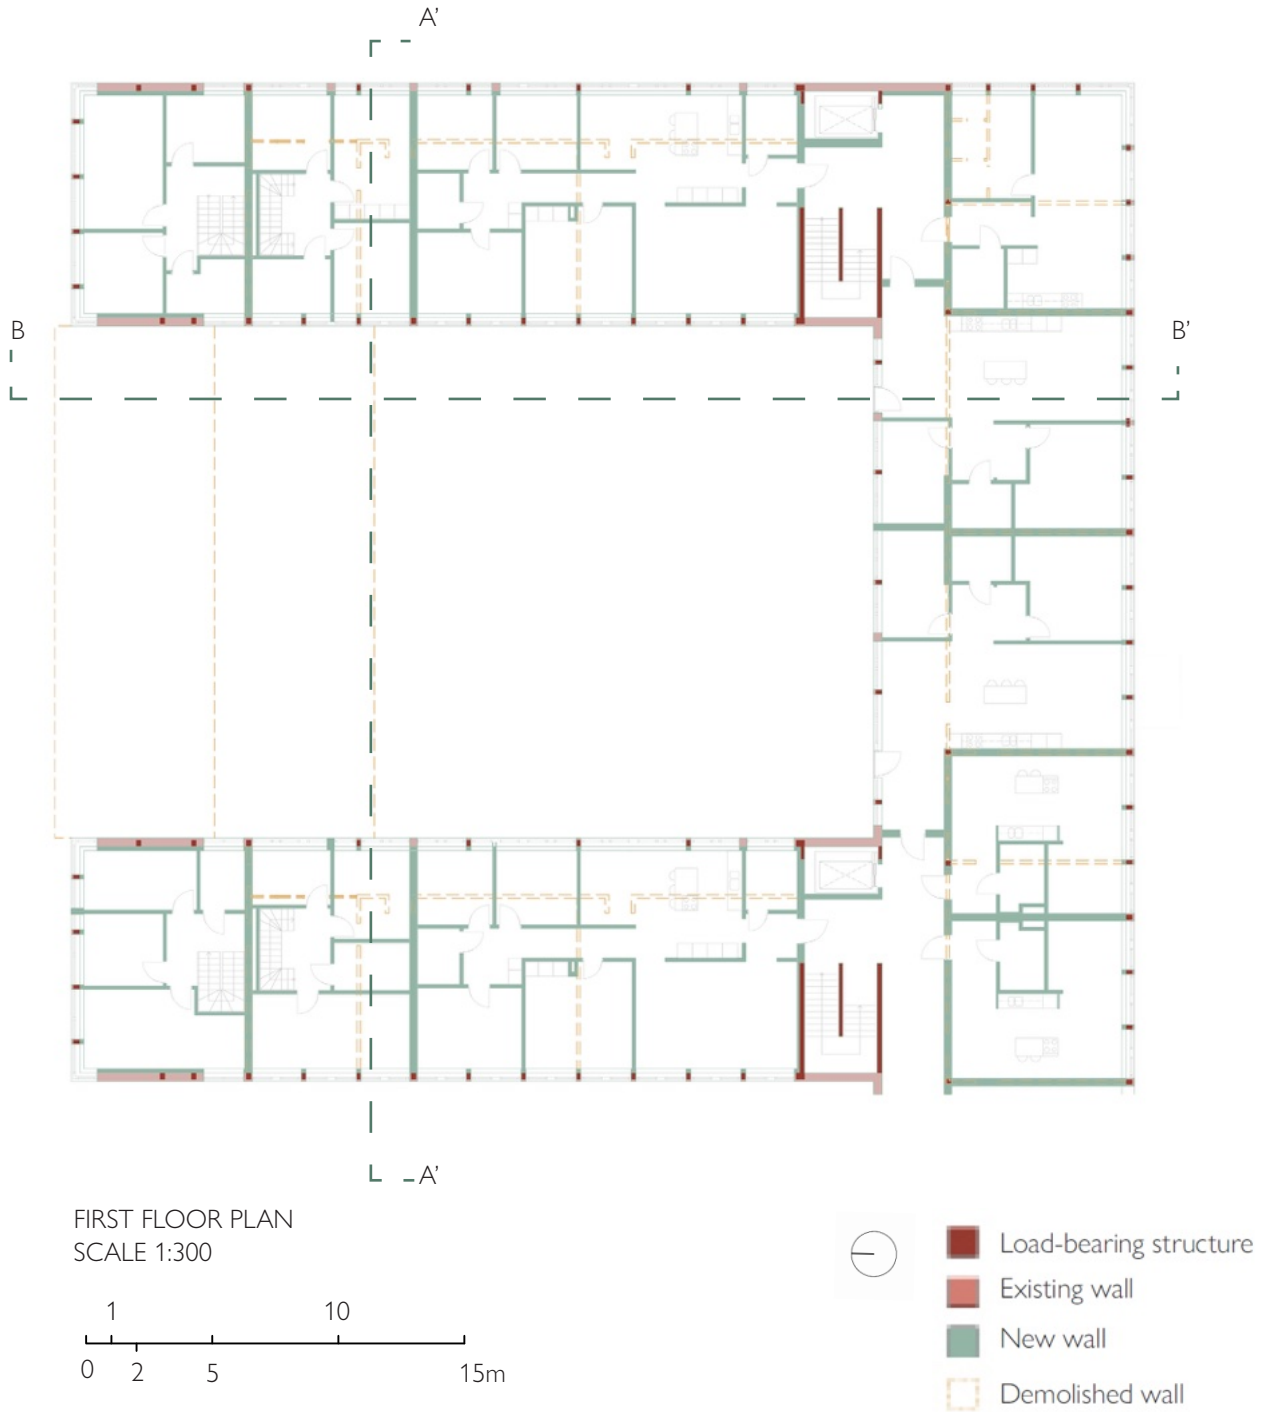 A’
B
B’
A’
FIRST FLOOR PLAN
SCALE 1:300
1
10
0
2
5
15m
Load-bearing structure
Existing wall
New wall
Demolished wall